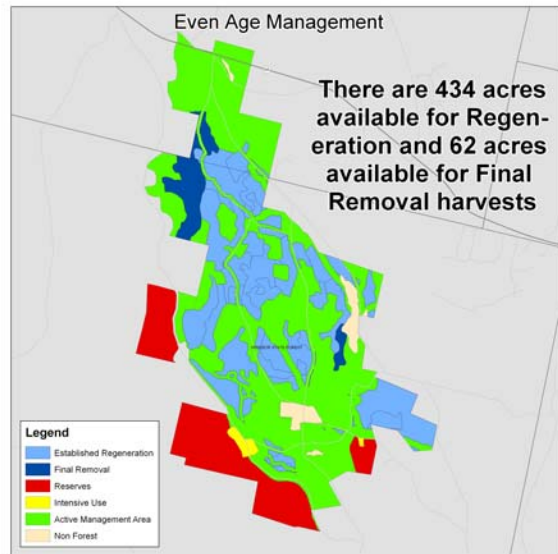 Even Age Management
There are 434 acres
available for Regen-
eration and 62 acres
available for Final
Removal harvests
Legend
Established Regeneration
Final Removal
Reserves
Intensive Use
Active Management Area
Non Forest